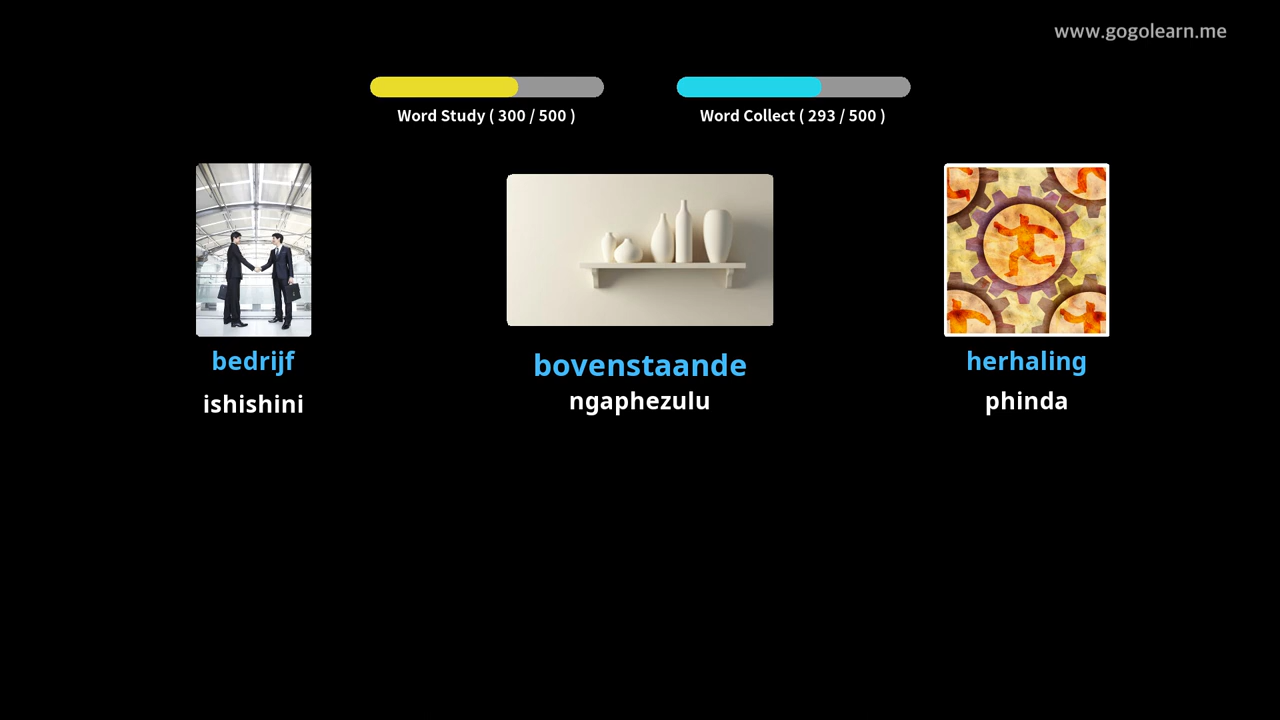 www.gogolearn.me
Word Study ( 300 / 500 )
Word Collect ( 293 / 500 )
bedrijf
ishishini
bovenstaande
ngaphezulu
herhaling
phinda